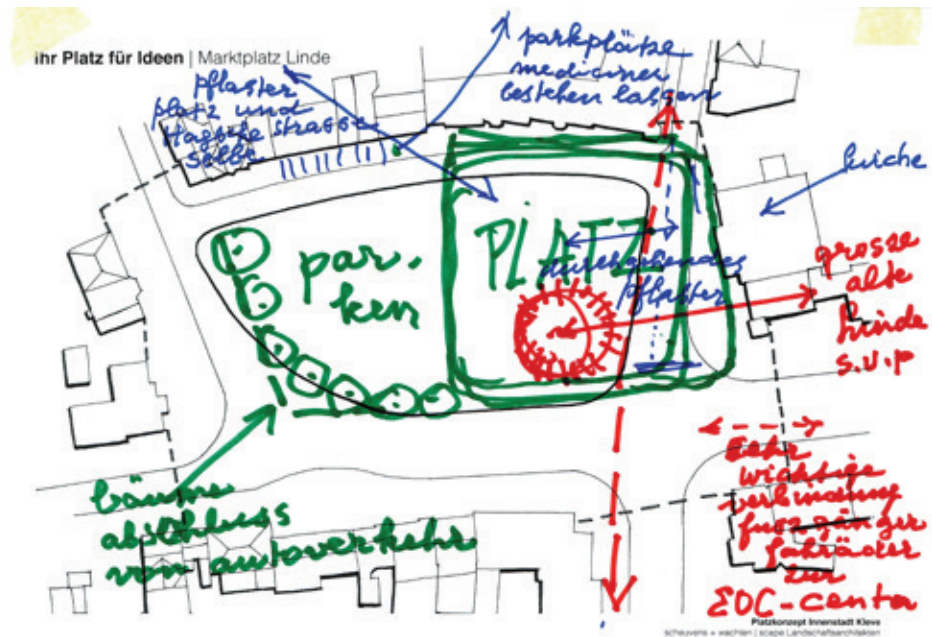 ihr Platz für Ideen | Marktplatz Linde
pflaster
platz und
Hagsche strasse
selbe
parkplätze
mediciner
bestehen lassen
kirche
par-
ken
PLATZ
durchgehendes
pflaster
grosse
alte
linde
s.v.p
bäume
abschluss
von autoverkehr
sehr
wichtige
verbindung
fuszgänger
fahrräder
zur
EOC-center
Platzkonzept Innenstadt Kleve
scheuvens + wachten | scape Landschaftsarchitekten